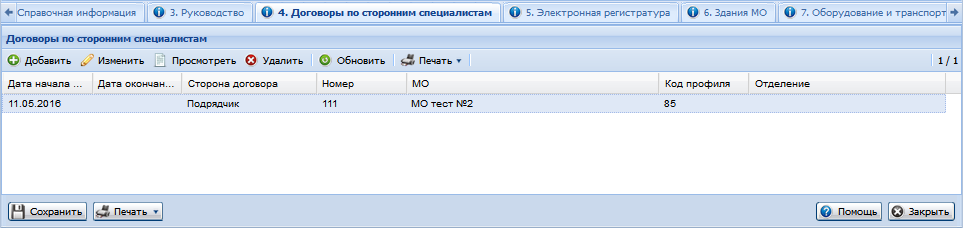 Справочная информация 3. Руководство 4. Договоры по сторонним специалистам 5. Электронная регистратура 6. Здания МО 7. Оборудование и транспорт
Договоры по сторонним специалистам
Добавить Изменить Просмотреть Удалить Обновить Печать 1 / 1
Дата начала ... Дата окончан... Сторона договора Номер МО Код профиля Отделение
11.05.2016 Подрядчик 111 МО тест №2 85
Сохранить Печать Помощь Закрыть